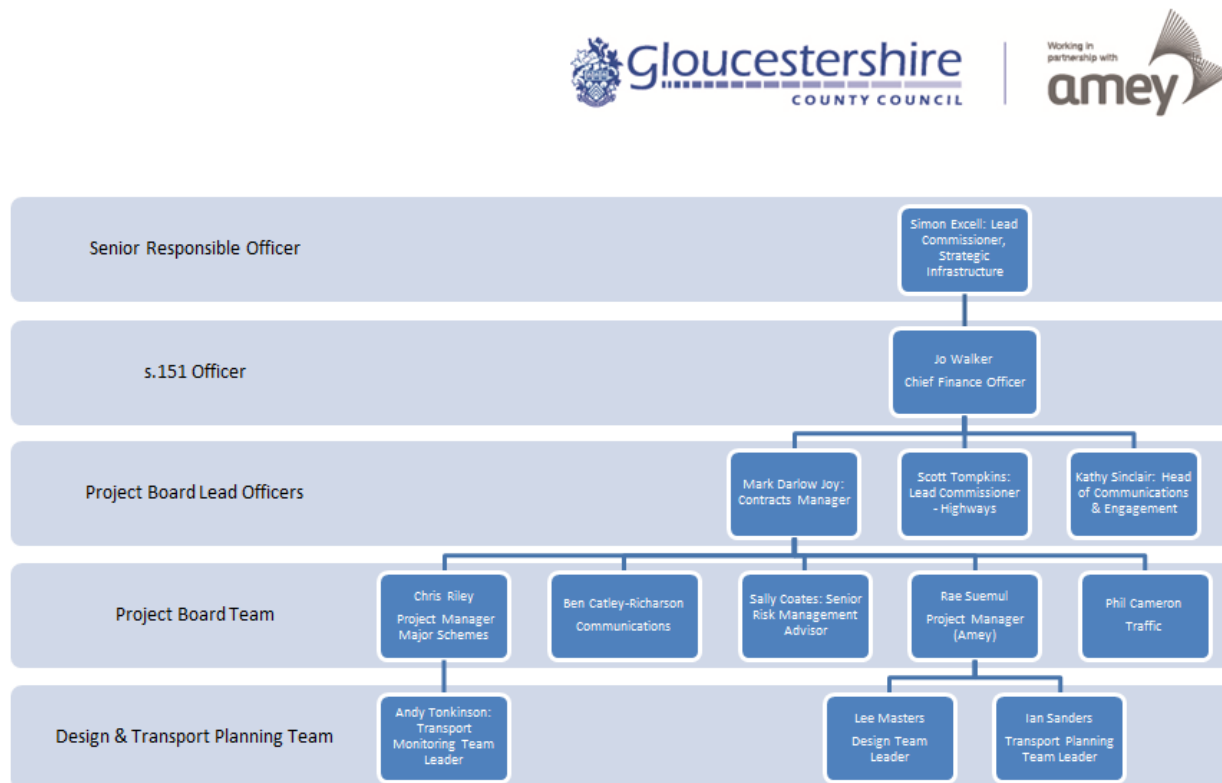 Gloucestershire
COUNTY COUNCIL
Working in
partnership with
amey
Senior Responsible Officer
Simon Excell: Lead
Commissioner,
Strategic
Infrastructure
s.151 Officer
Jo Walker
Chief Finance Officer
Project Board Lead Officers
Mark Darlow Joy:
Contracts Manager
Scott Tompkins:
Lead Commissioner
- Highways
Kathy Sinclair: Head
of Communications
& Engagement
Project Board Team
Chris Riley
Project Manager
Major Schemes
Ben Catley-Richarson
Communications
Sally Coates: Senior
Risk Management
Advisor
Rae Suemul
Project Manager
(Amey)
Phil Cameron
Traffic
Design & Transport Planning Team
Andy Tonkinson:
Transport
Monitoring Team
Leader
Lee Masters
Design Team
Leader
Ian Sanders
Transport Planning
Team Leader